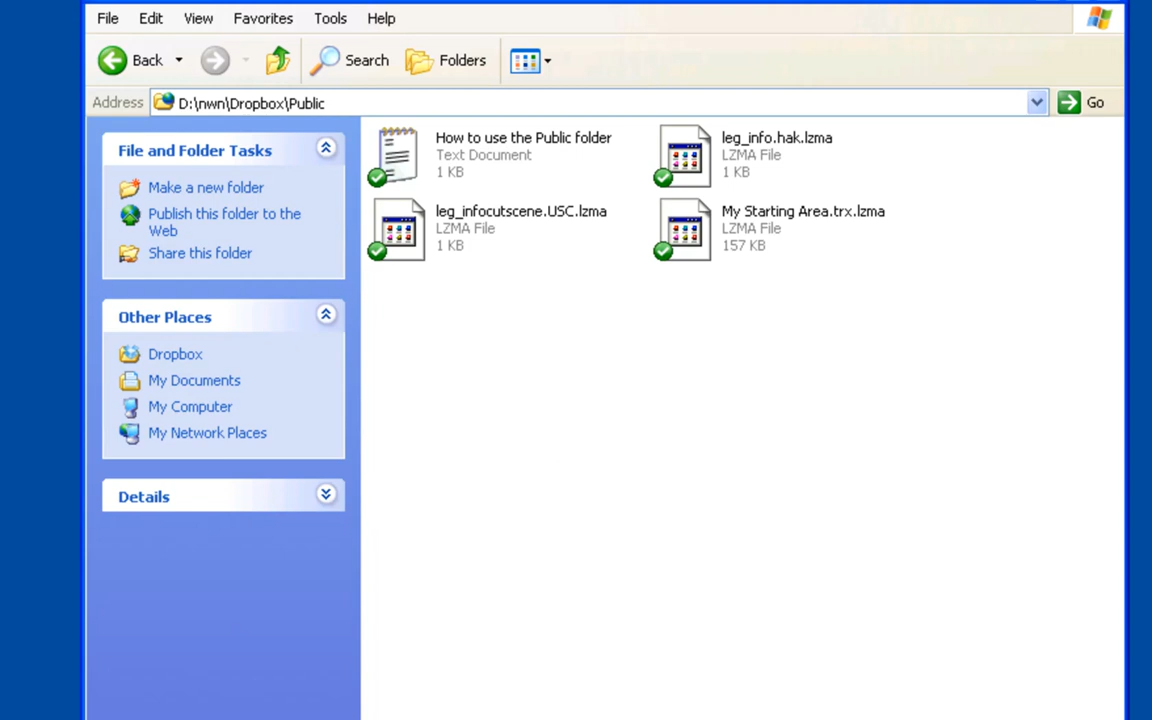 File Edit View Favorites Tools Help
Back Search Folders
Address D:\nwn\Dropbox\Public Go
File and Folder Tasks
Make a new folder
Publish this folder to the
Web
Share this folder
Other Places
Dropbox
My Documents
My Computer
My Network Places
Details
How to use the Public folder
Text Document
1 KB
leg_info.hak.lzma
LZMA File
1 KB
leg_infocutscene.USC.lzma
LZMA File
1 KB
My Starting Area.trx.lzma
LZMA File
157 KB